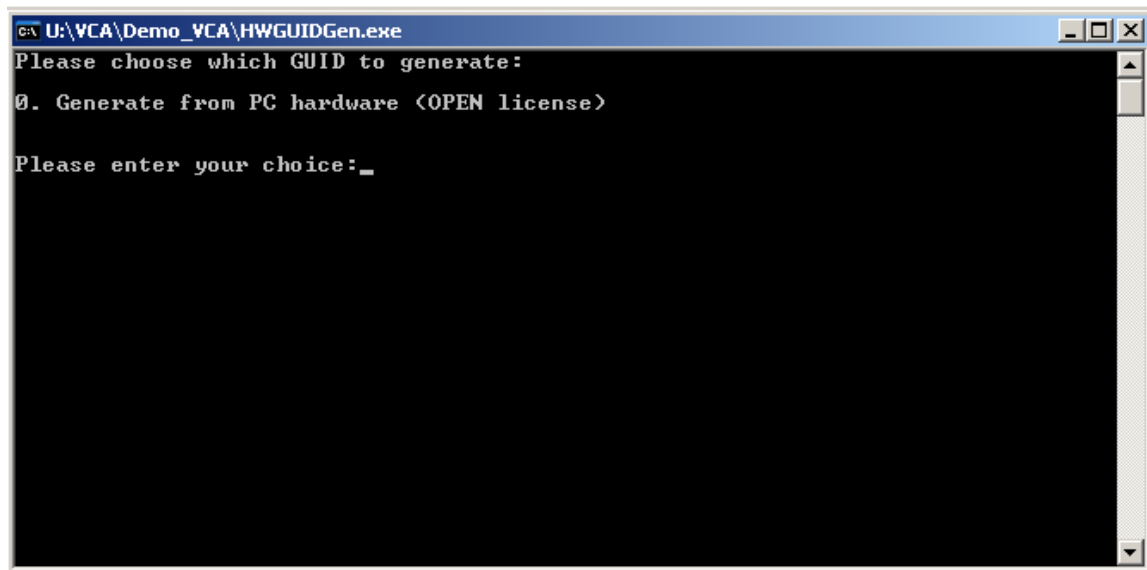 U:\VCA\Demo_VCA\HWGUIDGen.exe
Please choose which GUID to generate:
0. Generate from PC hardware (OPEN license)
Please enter your choice:_